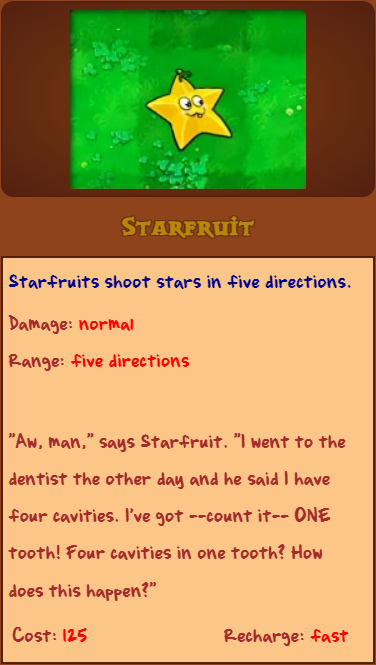 Starfruit
Starfruits shoot stars in five directions.
Damage: normal
Range: five directions
"Aw, man," says Starfruit. "I went to the
dentist the other day and he said I have
four cavities. I've got --count it-- ONE
tooth! Four cavities in one tooth? How
does this happen?"
Cost: 125 Recharge: fast